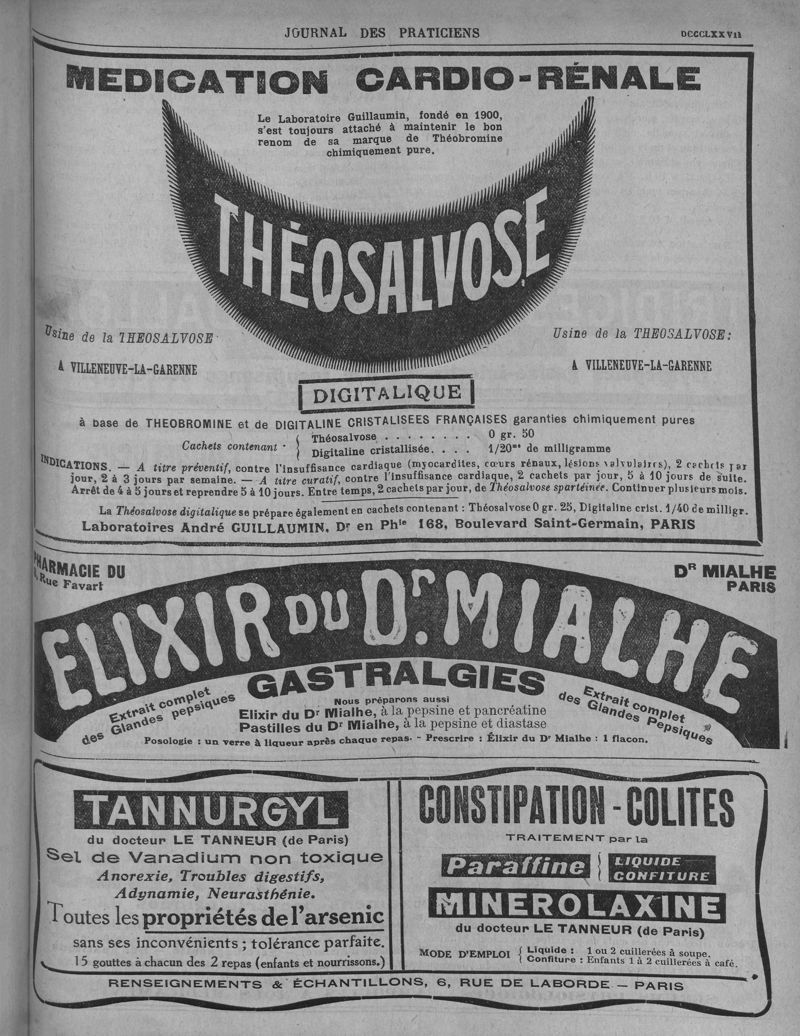 JOURNAL DES PRATICIENS
DCCCLXXVII
MEDICATION CARDIO-RÉNALE
Le Laboratoire Guillaumin, fondé en 1900,
s'est toujours attaché à maintenir le bon
renom de sa marque de Théobromine
chimiquement pure.
THÉOSALVOSE
Usine de la THEOSALVOSE
A VILLENEUVE-LA-GARENNE
Usine de la THEOSALVOSE:
A VILLENEUVE-LA-GARENNE
DIGITALIQUE
à base de THEOBROMINE et de DIGITALINE CRISTALISEES FRANÇAISES garanties chimiquement pures
Cachets contenant
Théosalvose . . . . . . . . 0 gr. 50
Digitaline cristallisée. . . . 1/20me de milligramme
INDICATIONS. — A titre préventif, contre l'Insuffisance cardiaque (myocardites, cœurs rénaux, lésions valvulaires), 2 cachets par
jour, 2 à 3 jours par semaine. — A titre curatif, contre l'insuffisance cardiaque, 2 cachets par jour, 5 à 10 jours de suite.
Arrêt de 4 à 5 jours et reprendre 5 à 10 jours. Entre temps, 2 cachets par jour, de Théosalvose spartéinée. Continuer plusieurs mois.
La Théosalvose digitalique se prépare également en cachets contenant : Théosalvose 0 gr. 25, Digitaline crist. 1/40 de milligr.
Laboratoires André GUILLAUMIN, Dr en Phie 168, Boulevard Saint-Germain, PARIS
PHARMACIE DU
Rue Favart
DR MIALHE
PARIS
ELIXIR DU Dr. MIALHE
GASTRALGIES
Extrait complet
des Glandes pepsiques
Nous préparons aussi
Elixir du Dr Mialhe, à la pepsine et pancréatine
Pastilles du Dr Mialhe, à la pepsine et diastase
Extrait complet
des Glandes Pepsiques
Posologie : un verre à liqueur après chaque repas. - Prescrire : Élixir du Dr Mialhe : 1 flacon.
TANNURGYL
du docteur LE TANNEUR (de Paris)
Sel de Vanadium non toxique
Anorexie, Troubles digestifs,
Adynamie, Neurasthénie.
Toutes les propriétés de l'arsenic
sans ses inconvénients ; tolérance parfaite.
15 gouttes à chacun des 2 repas (enfants et nourrissons.)
CONSTIPATION - COLITES
TRAITEMENT par la
Paraffine
LIQUIDE
CONFITURE
MINEROLAXINE
du docteur LE TANNEUR (de Paris)
MODE D'EMPLOI
Liquide : 1 ou 2 cuillerées à soupe.
Confiture : Enfants 1 à 2 cuillerées à café.
RENSEIGNEMENTS & ÉCHANTILLONS, 6, RUE DE LABORDE — PARIS